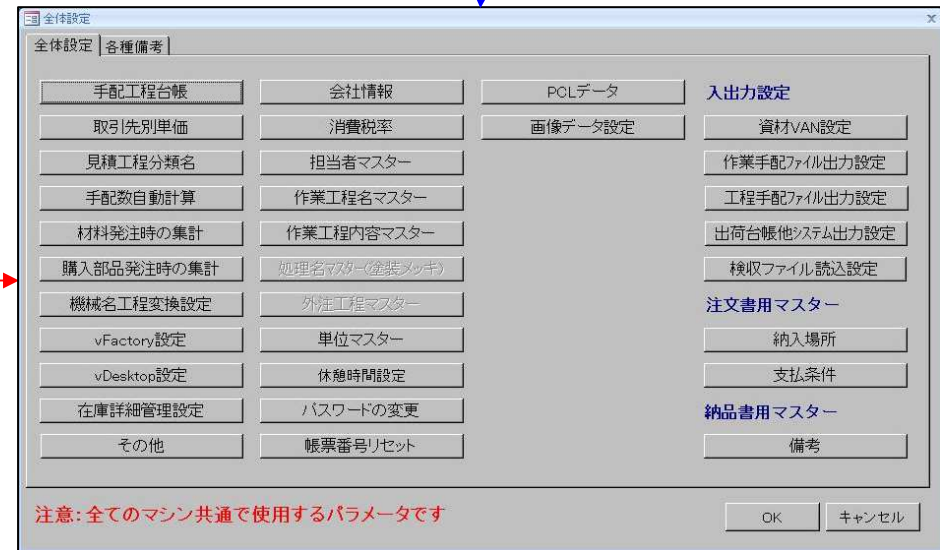 全体設定
x
全体設定
各種備考
手配工程台帳
取引先別単価
見積工程分類名
手配数自動計算
材料発注時の集計
購入部品発注時の集計
機械名工程変換設定
vFactory設定
vDesktop設定
在庫詳細管理設定
その他
会社情報
消費税率
担当者マスター
作業工程名マスター
作業工程内容マスター
処理名マスター(塗装メッキ)
外注工程マスター
単位マスター
休憩時間設定
パスワードの変更
帳票番号リセット
PCLデータ
画像データ設定
入出力設定
資材VAN設定
作業手配ファイル出力設定
工程手配ファイル出力設定
出荷台帳他システム出力設定
検収ファイル読込設定
注文書用マスター
納入場所
支払条件
納品書用マスター
備考
注意:全てのマシン共通で使用するパラメータです
OK
キャンセル